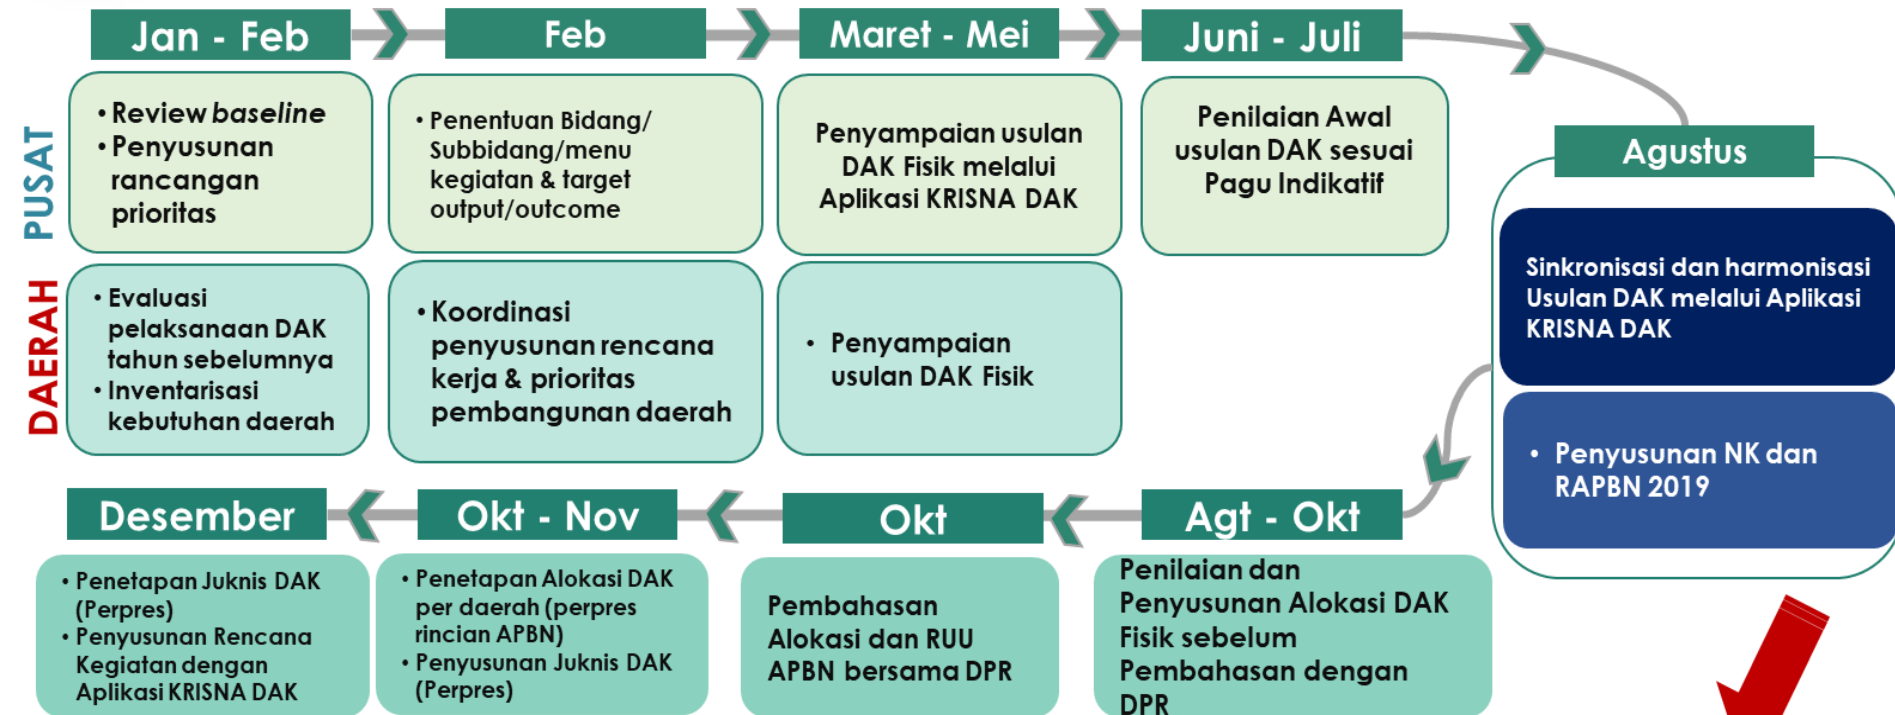 Jan - Feb
Feb
Maret - Mei
Juni - Juli
PUSAT
• Review baseline
• Penyusunan
rancangan
prioritas
• Penentuan Bidang/
Subbidang/menu
kegiatan & target
output/outcome
Penyampaian usulan
DAK Fisik melalui
Aplikasi KRISNA DAK
Penilaian Awal
usulan DAK sesuai
Pagu Indikatif
Agustus
Sinkronisasi dan harmonisasi
Usulan DAK melalui Aplikasi
KRISNA DAK
• Penyusunan NK dan
RAPBN 2019
DAERAH
• Evaluasi
pelaksanaan DAK
tahun sebelumnya
• Inventarisasi
kebutuhan daerah
• Koordinasi
penyusunan rencana
kerja & prioritas
pembangunan daerah
• Penyampaian
usulan DAK Fisik
Desember
Okt - Nov
Okt
Agt - Okt
• Penetapan Juknis DAK
(Perpres)
• Penyusunan Rencana
Kegiatan dengan
Aplikasi KRISNA DAK
• Penetapan Alokasi DAK
per daerah (perpres
rincian APBN)
• Penyusunan Juknis DAK
(Perpres)
Pembahasan
Alokasi dan RUU
APBN bersama DPR
Penilaian dan
Penyusunan Alokasi DAK
Fisik sebelum
Pembahasan dengan
DPR